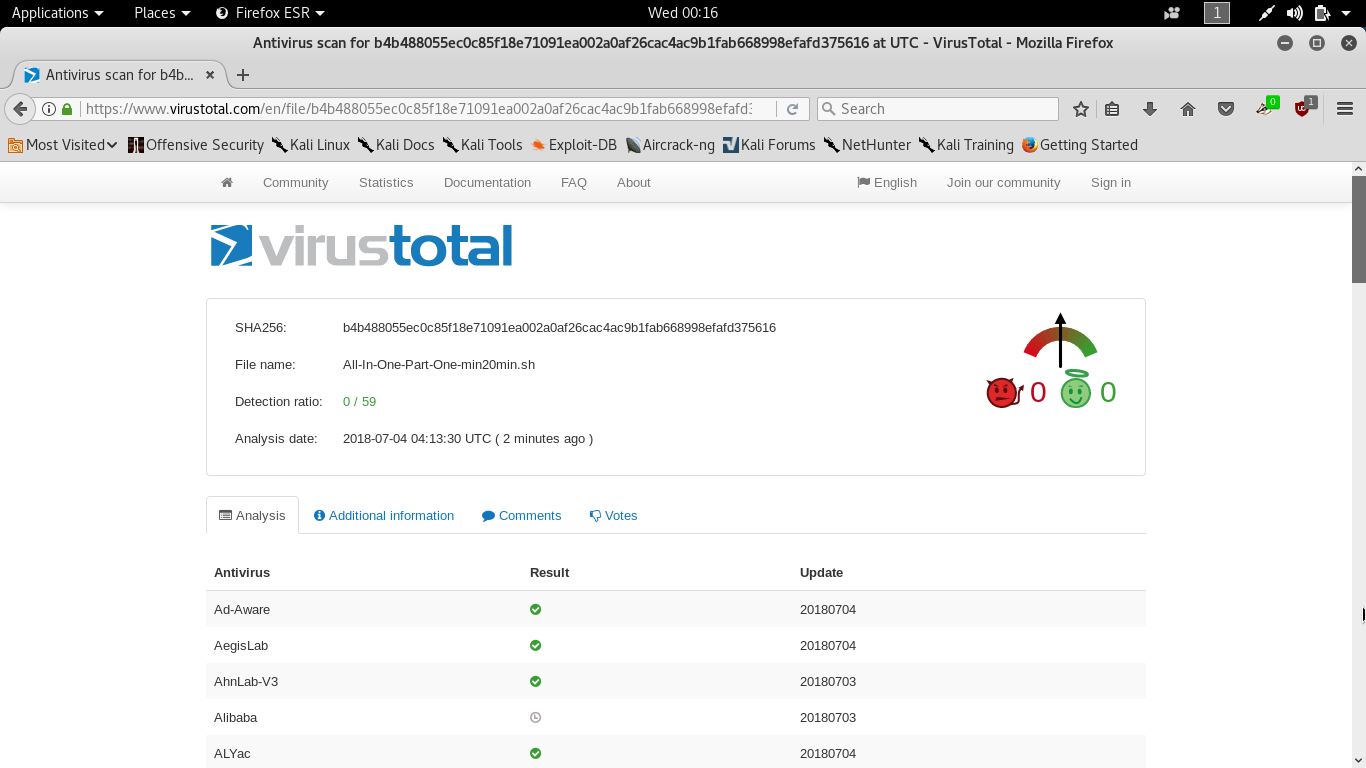 Applications Places Firefox ESR Wed 00:16 1
Antivirus scan for b4b488055ec0c85f18e71091ea002a0af26cac4ac9b1fab668998efafd375616 at UTC - VirusTotal - Mozilla Firefox
Antivirus scan for b4b...
https://www.virustotal.com/en/file/b4b488055ec0c85f18e71091ea002a0af26cac4ac9b1fab668998efafd3 Search 0 1
Most Visited Offensive Security Kali Linux Kali Docs Kali Tools Exploit-DB Aircrack-ng Kali Forums NetHunter Kali Training Getting Started
Community Statistics Documentation FAQ About English Join our community Sign in
virustotal
SHA256: b4b488055ec0c85f18e71091ea002a0af26cac4ac9b1fab668998efafd375616
File name: All-In-One-Part-One-min20min.sh
Detection ratio: 0 / 59
0 0
Analysis date: 2018-07-04 04:13:30 UTC ( 2 minutes ago )
Analysis Additional information Comments Votes
Antivirus Result Update
Ad-Aware 20180704
AegisLab 20180704
AhnLab-V3 20180703
Alibaba 20180703
ALYac 20180704